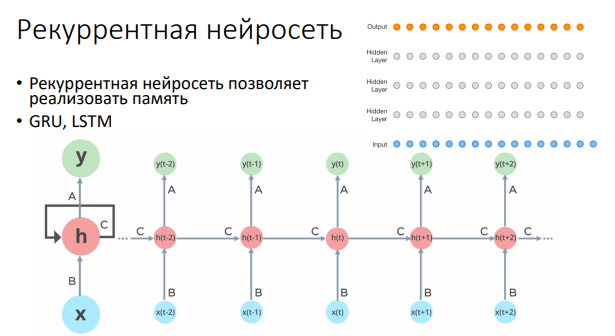 Рекуррентная нейросеть
• Рекуррентная нейросеть позволяет
реализовать память
• GRU, LSTM
Output
Hidden
Layer
Hidden
Layer
Hidden
Layer
Input
y
A
h
C
B
x
y(t-2) y(t-1) y(t) y(t+1) y(t+2)
A A A A A
... C h(t-2) C h(t-1) C h(t) C h(t+1) C h(t+2) C ...
B B B B B
x(t-2) x(t-1) x(t) x(t+1) x(t+2)